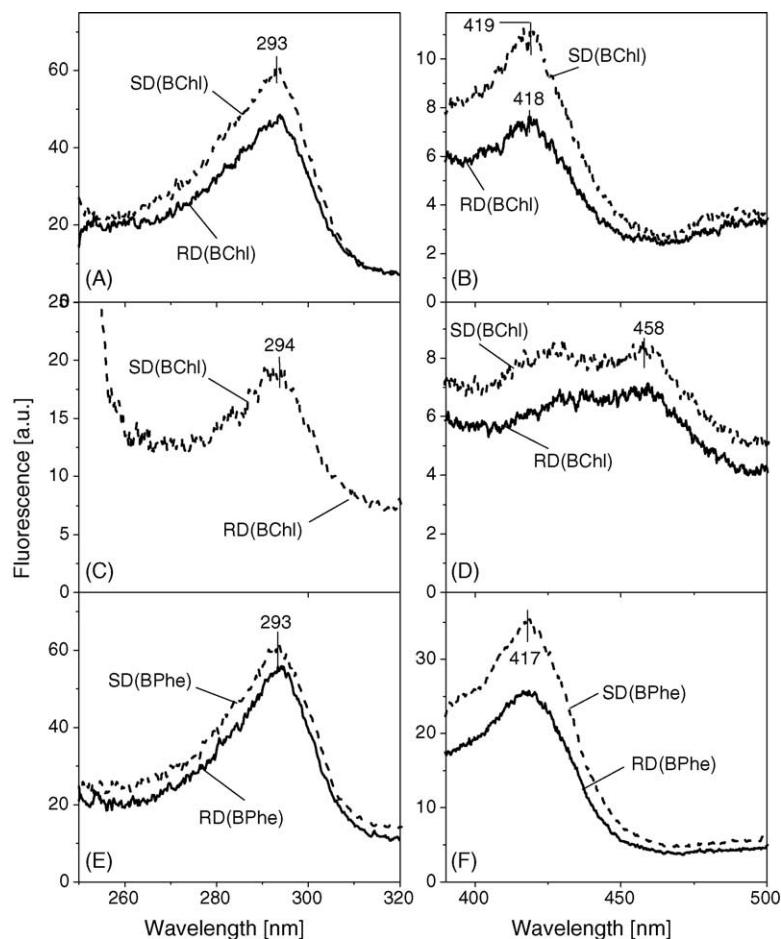 293
SD(BChl)
RD(BChl)
60
40
20
(A)
419
SD(BChl)
418
RD(BChl)
10
8
6
4
2
0
(B)
294
SD(BChl)
RD(BChl)
25
20
15
10
5
0
(C)
458
SD(BChl)
RD(BChl)
8
6
4
2
0
(D)
293
SD(BPhe)
RD(BPhe)
60
40
20
0
(E)
417
SD(BPhe)
RD(BPhe)
30
20
10
0
(F)
Fluorescence [a.u.]
260 280 300 320
400 450 500
Wavelength [nm]
Wavelength [nm]